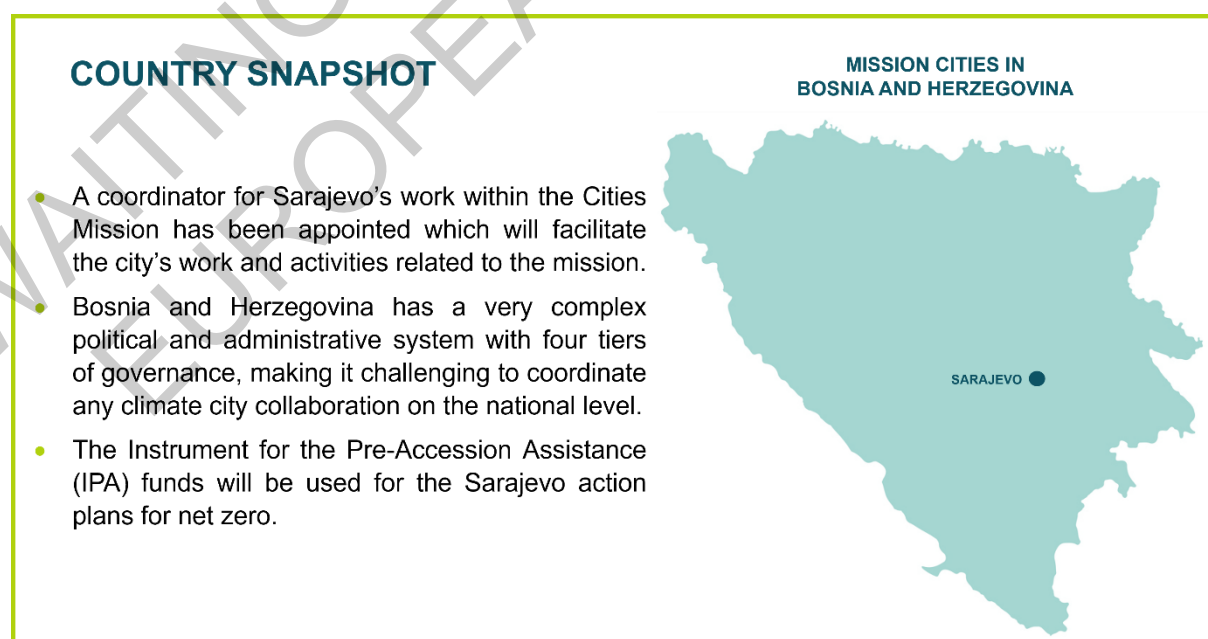 COUNTRY SNAPSHOT
A coordinator for Sarajevo’s work within the Cities
Mission has been appointed which will facilitate
the city’s work and activities related to the mission.
Bosnia and Herzegovina has a very complex
political and administrative system with four tiers
of governance, making it challenging to coordinate
any climate city collaboration on the national level.
The Instrument for the Pre-Accession Assistance
(IPA) funds will be used for the Sarajevo action
plans for net zero.
MISSION CITIES IN
BOSNIA AND HERZEGOVINA
SARAJEVO